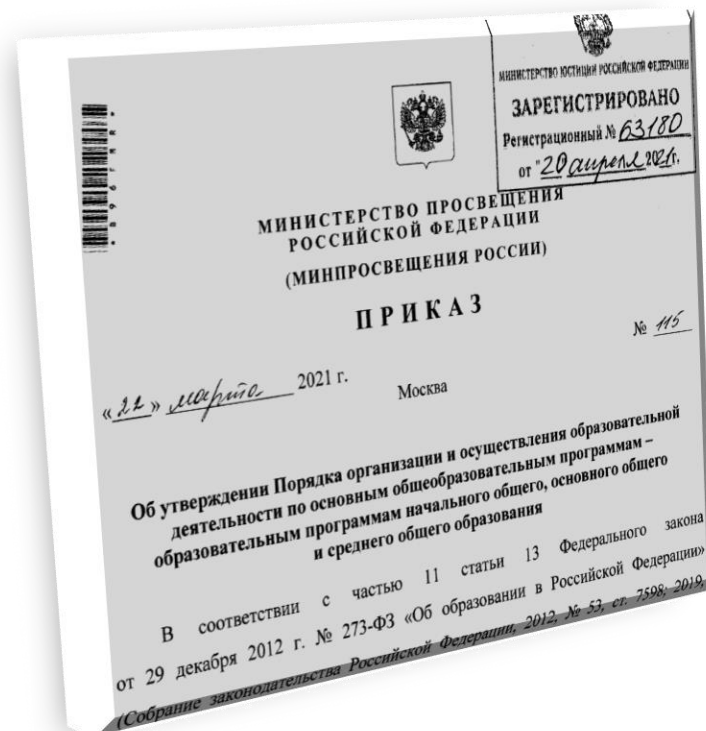 МИНИСТЕРСТВО ЮСТИЦИИ РОССИЙСКОЙ ФЕДЕРАЦИИ
ЗАРЕГИСТРИРОВАНО
Регистрационный № 63180
от "20 апреля 2021г.
МИНИСТЕРСТВО ПРОСВЕЩЕНИЯ
РОССИЙСКОЙ ФЕДЕРАЦИИ
(МИНПРОСВЕЩЕНИЯ РОССИИ)
ПРИКАЗ
«22» марта 2021 г.
№ 115
Москва
Об утверждении Порядка организации и осуществления образовательной
деятельности по основным общеобразовательным программам –
образовательным программам начального общего, основного общего
и среднего общего образования
В соответствии с частью 11 статьи 13 Федерального закона
от 29 декабря 2012 г. № 273-ФЗ «Об образовании в Российской Федерации»
(Собрание законодательства Российской Федерации, 2012, № 53, ст. 7598; 2019,